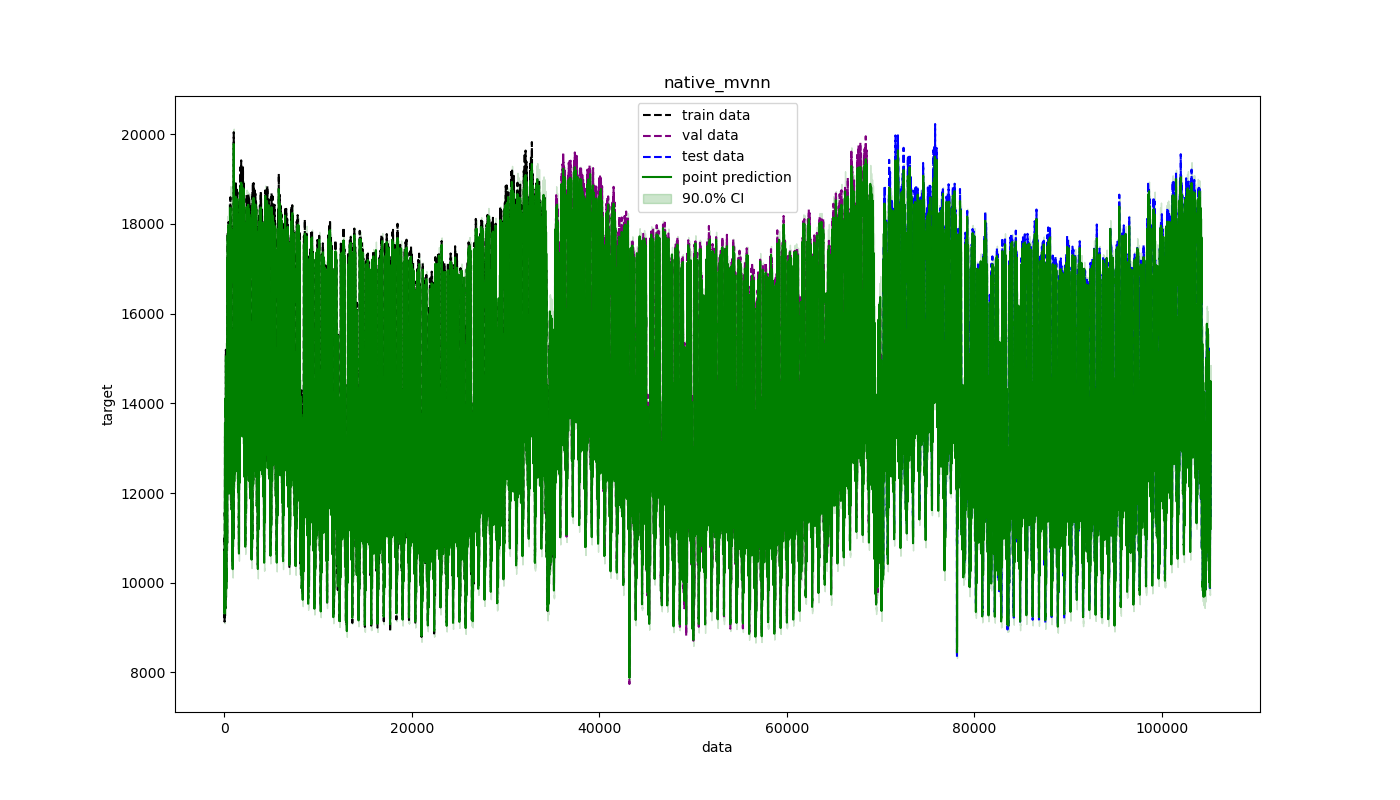 native_mvnn
train data
val data
test data
point prediction
90.0% CI
20000
18000
16000
14000
12000
10000
8000
target
0
20000
40000
60000
80000
100000
data